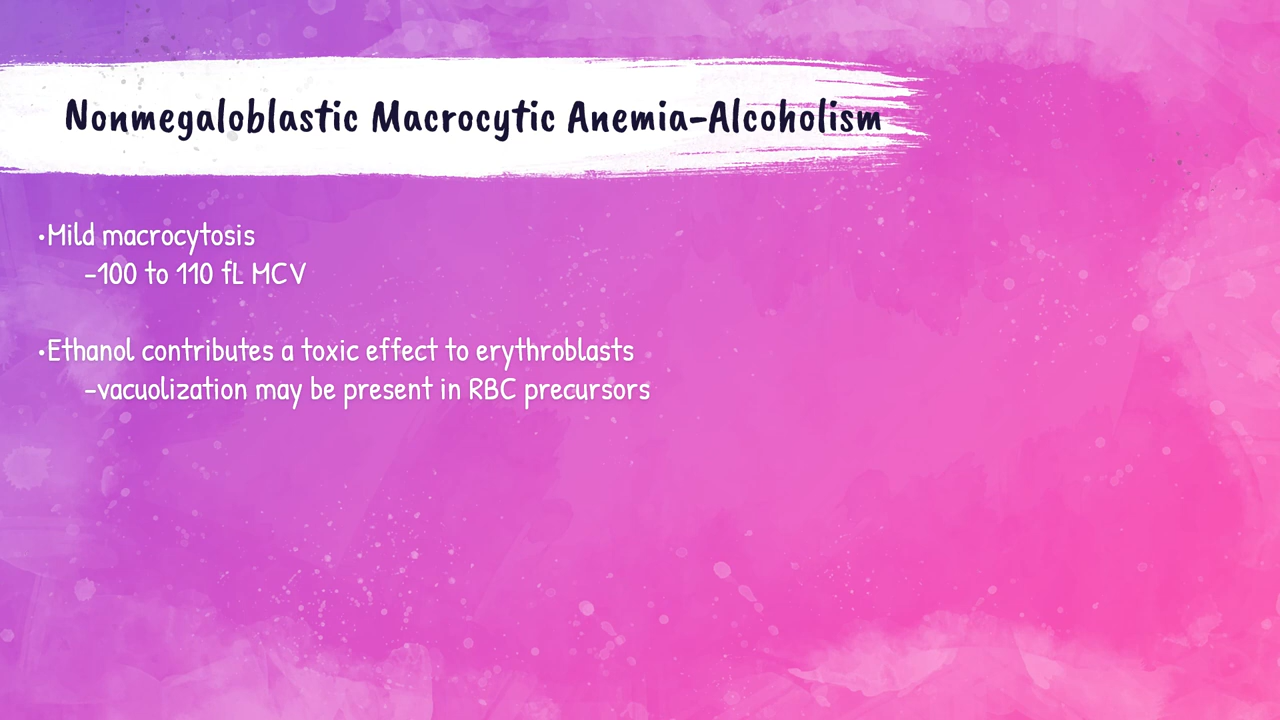 Nonmegaloblastic Macrocytic Anemia-Alcoholism
•Mild macrocytosis
-100 to 110 fL MCV
•Ethanol contributes a toxic effect to erythroblasts
-vacuolization may be present in RBC precursors